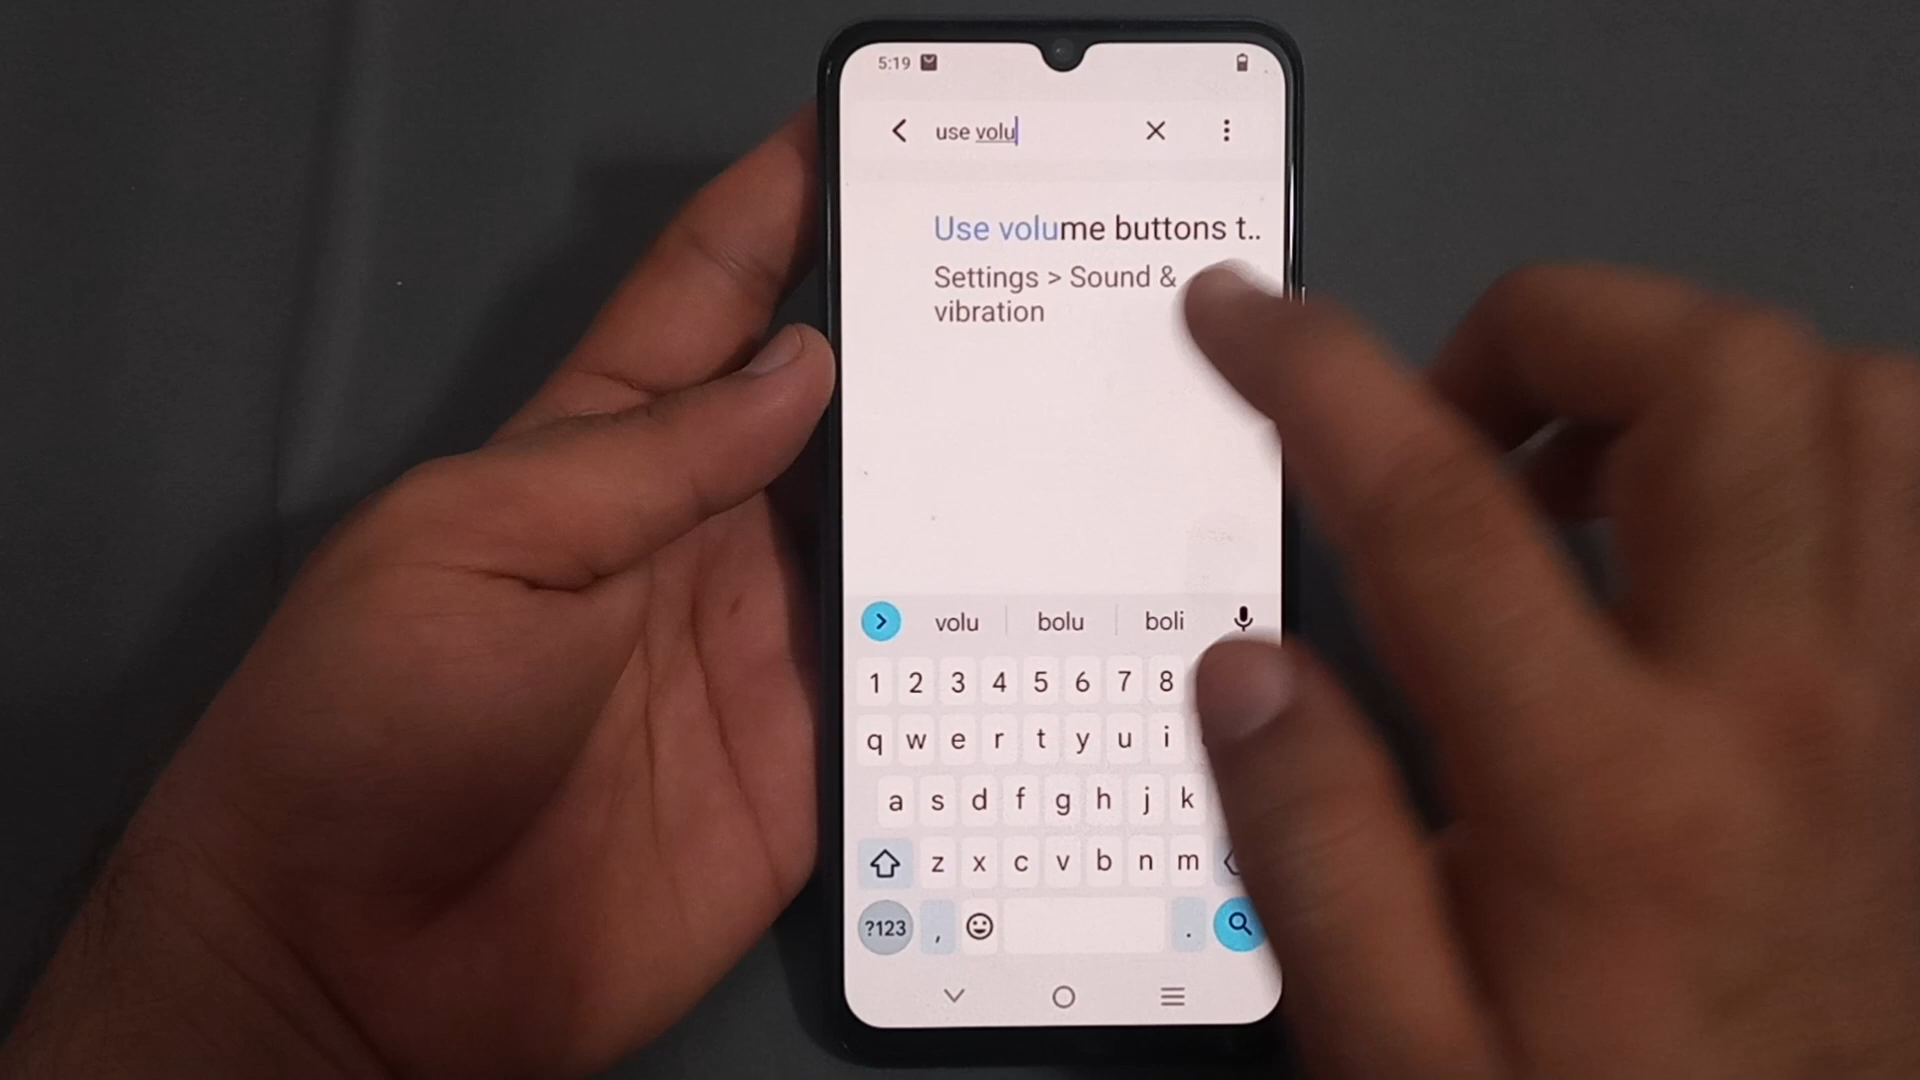 5:19
use volu
Use volume buttons t..
Settings > Sound &
vibration
volu bolu boli
1 2 3 4 5 6 7 8
q w e r t y u i
a s d f g h j k
z x c v b n m
?123 , .